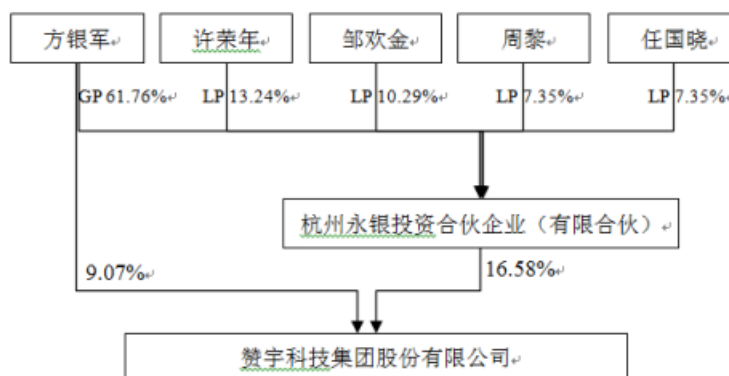 方银军
许荣年
邹欢金
周黎
任国晓
GP 61.76%
LP 13.24%
LP 10.29%
LP 7.35%
LP 7.35%
杭州永银投资合伙企业（有限合伙）
9.07%
16.58%
赞宇科技集团股份有限公司